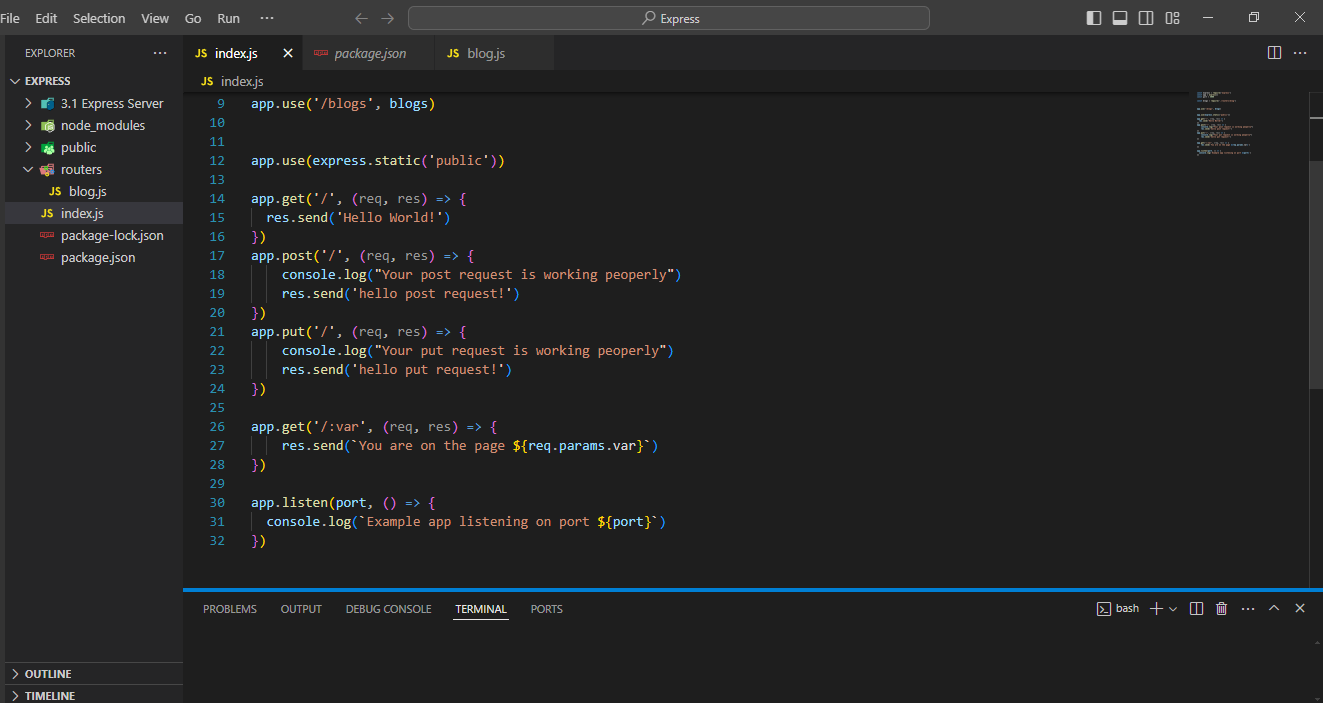 File Edit Selection View Go Run ···
Express
EXPLORER ···
JS index.js
package.json
JS blog.js
EXPRESS
3.1 Express Server
node_modules
public
routers
JS blog.js
JS index.js
package-lock.json
package.json
OUTLINE
TIMELINE
JS index.js
9 app.use('/blogs', blogs)
10
11
12 app.use(express.static('public'))
13
14 app.get('/', (req, res) => {
15   res.send('Hello World!')
16 })
17 app.post('/', (req, res) => {
18     console.log("Your post request is working peoperly")
19     res.send('hello post request!')
20 })
21 app.put('/', (req, res) => {
22     console.log("Your put request is working peoperly")
23     res.send('hello put request!')
24 })
25
26 app.get('/:var', (req, res) => {
27     res.send(`You are on the page ${req.params.var}`)
28 })
29
30 app.listen(port, () => {
31   console.log(`Example app listening on port ${port}`)
32 })
PROBLEMS OUTPUT DEBUG CONSOLE TERMINAL PORTS
bash